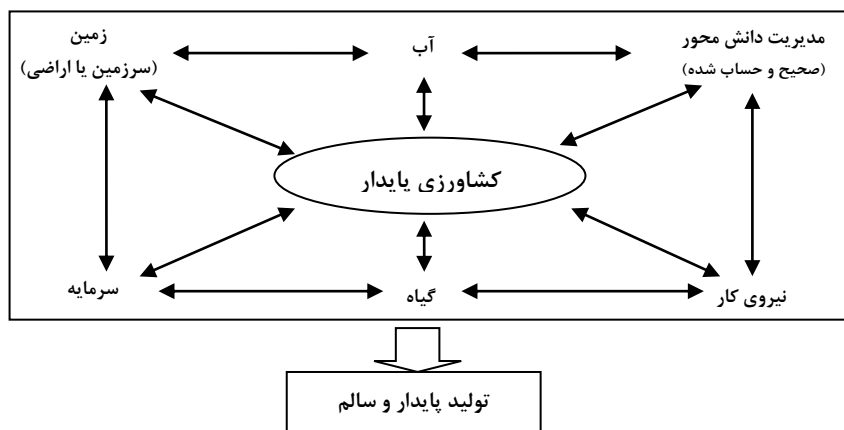 مدیریت دانش محور
(صحیح و حساب شده)
آب
زمین
(سرزمین یا اراضی)
کشاورزی پایدار
نیروی کار
گیاه
سرمایه
تولید پایدار و سالم